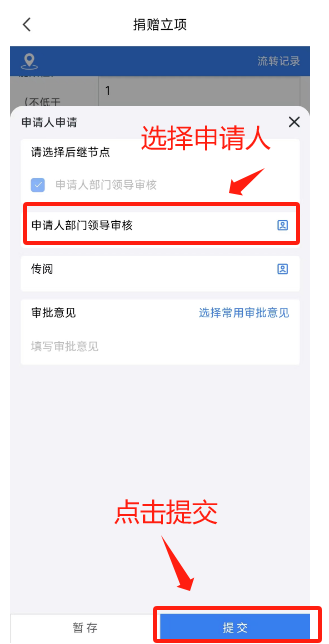 捐赠立项
流转记录
（不低于
1
申请人申请
选择申请人
请选择后继节点
申请人部门领导审核
申请人部门领导审核
传阅
审批意见
选择常用审批意见
填写审批意见
点击提交
暂存
提交